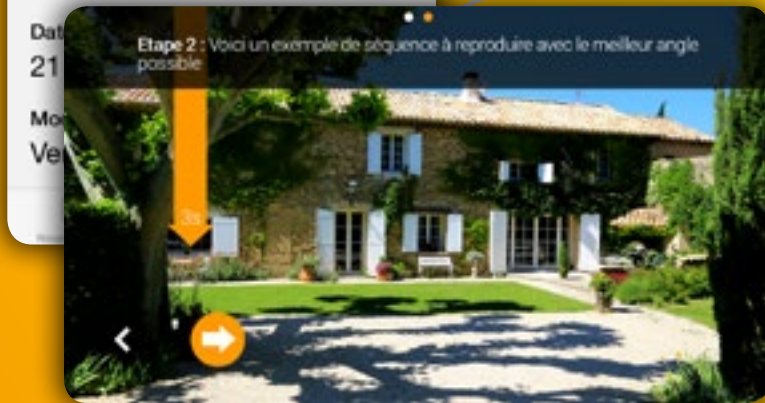 Dat
21
Mo
Ve
Etape 2 : Voici un exemple de séquence à reproduire avec le meilleur angle
possible
3s